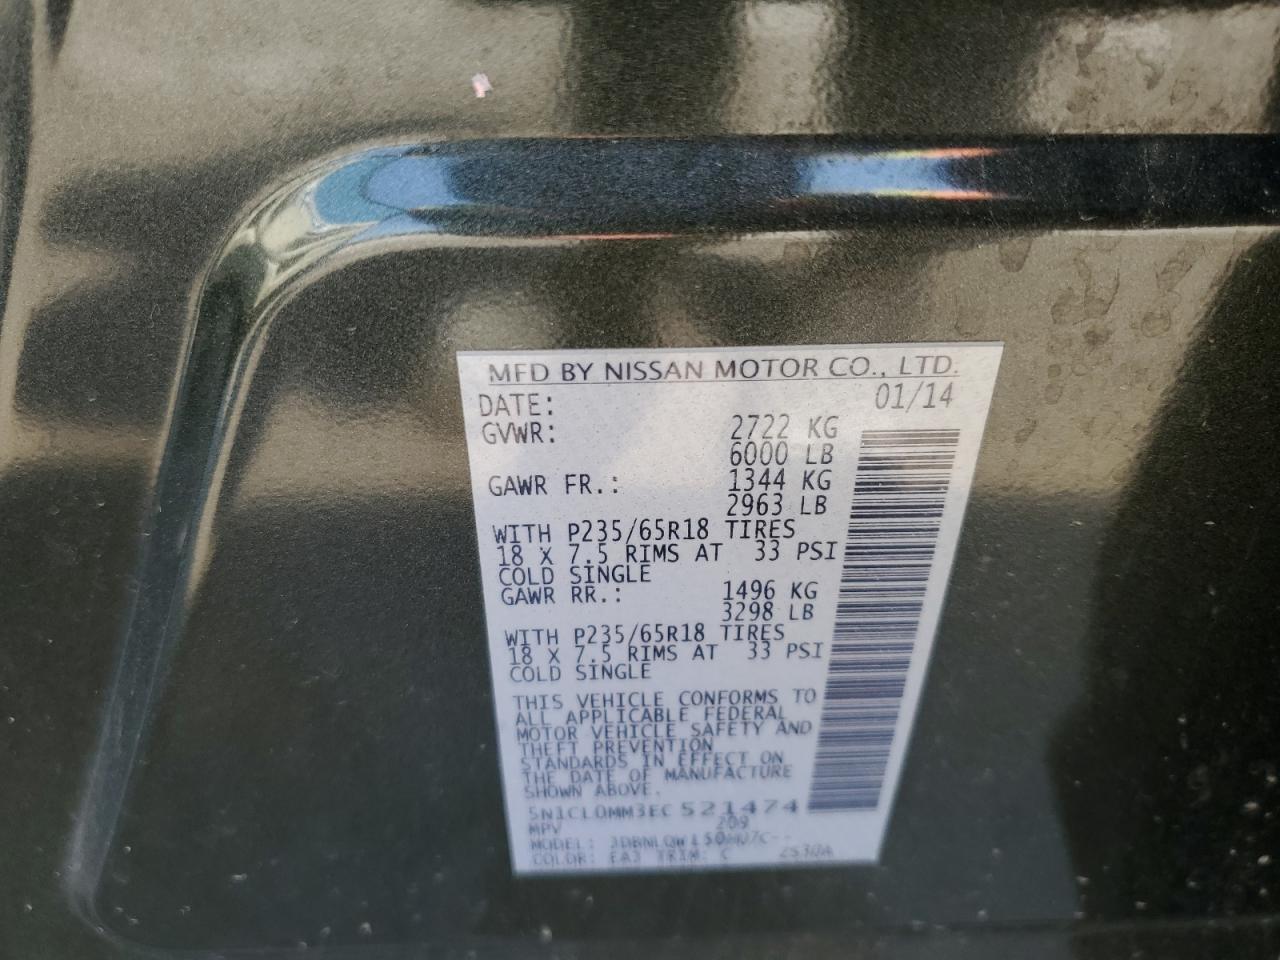 MFD BY NISSAN MOTOR CO., LTD.
DATE: 01/14
GVWR: 2722 KG
6000 LB
GAWR FR.: 1344 KG
2963 LB
WITH P235/65R18 TIRES
18 X 7.5 RIMS AT 33 PSI
COLD SINGLE
GAWR RR.: 1496 KG
3298 LB
WITH P235/65R18 TIRES
18 X 7.5 RIMS AT 33 PSI
COLD SINGLE
THIS VEHICLE CONFORMS TO
ALL APPLICABLE FEDERAL
MOTOR VEHICLE SAFETY AND
THEFT PREVENTION
STANDARDS IN EFFECT ON
THE DATE OF MANUFACTURE
SHOWN ABOVE.
5N1CL0MM3EC 521474
MPV 209
MODEL:
COLOR: EAJ TRIM: C